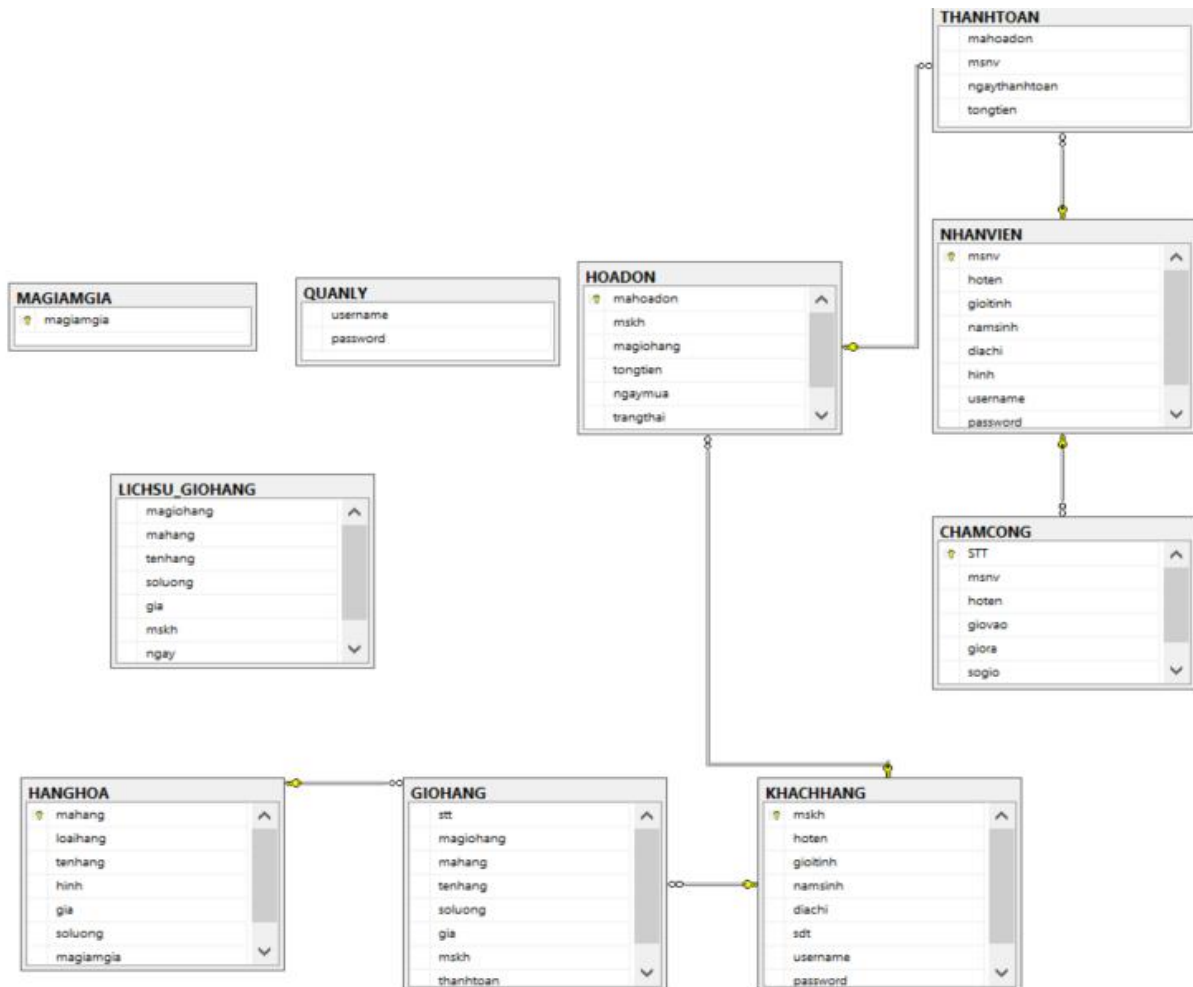 THANHTOAN
mahoadon
msnv
ngaythanhtoan
tongtien
NHANVIEN
msnv
hoten
gioitinh
namsinh
diachi
hinh
username
password
HOADON
mahoadon
mskh
magiohang
tongtien
ngaymua
trangthai
MAGIAMGIA
magiamgia
QUANLY
username
password
LICHSU_GIOHANG
magiohang
mahang
tenhang
soluong
gia
mskh
ngay
CHAMCONG
STT
msnv
hoten
giovao
giora
sogio
HANGHOA
mahang
loaihang
tenhang
hinh
gia
soluong
magiamgia
GIOHANG
stt
magiohang
mahang
tenhang
soluong
gia
mskh
thanhtoan
KHACHHANG
mskh
hoten
gioitinh
namsinh
diachi
sdt
username
password